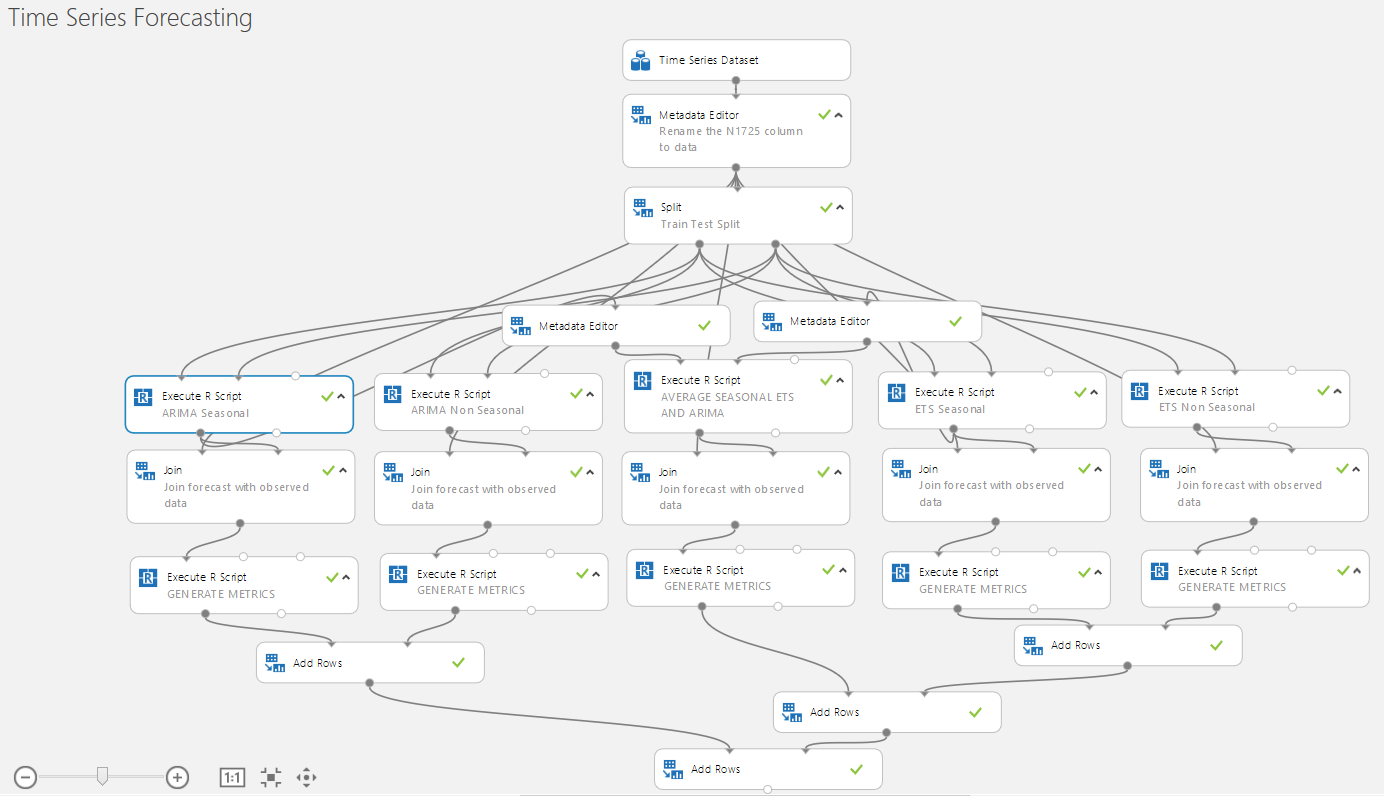 Time Series Forecasting
Time Series Dataset
Metadata Editor
Rename the N1725 column
to data
Split
Train Test Split
Metadata Editor
Metadata Editor
Execute R Script
ARIMA Seasonal
Execute R Script
ARIMA Non Seasonal
Execute R Script
AVERAGE SEASONAL ETS
AND ARIMA
Execute R Script
ETS Seasonal
Execute R Script
ETS Non Seasonal
Join
Join forecast with observed
data
Join
Join forecast with observed
data
Join
Join forecast with observed
data
Join
Join forecast with observed
data
Join
Join forecast with observed
data
Execute R Script
GENERATE METRICS
Execute R Script
GENERATE METRICS
Execute R Script
GENERATE METRICS
Execute R Script
GENERATE METRICS
Execute R Script
GENERATE METRICS
Add Rows
Add Rows
Add Rows
Add Rows
1:1